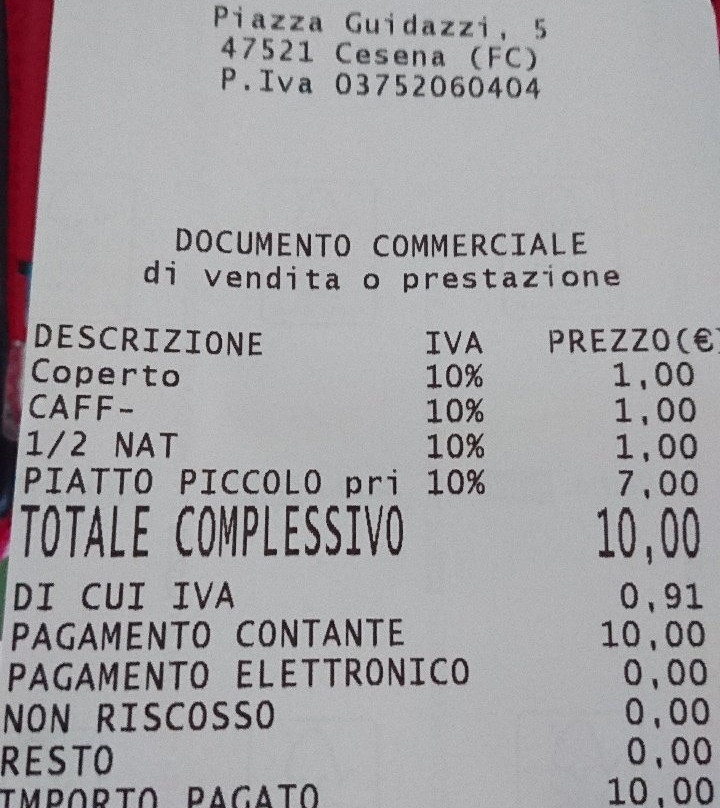 Piazza Guidazzi, 5
47521 Cesena (FC)
P.Iva 03752060404
DOCUMENTO COMMERCIALE
di vendita o prestazione
DESCRIZIONE IVA PREZZO(€)
Coperto 10% 1,00
CAFF- 10% 1,00
1/2 NAT 10% 1,00
PIATTO PICCOLO pri 10% 7,00
TOTALE COMPLESSIVO 10,00
DI CUI IVA 0,91
PAGAMENTO CONTANTE 10,00
PAGAMENTO ELETTRONICO 0,00
NON RISCOSSO 0,00
RESTO 0,00
IMPORTO PAGATO 10,00